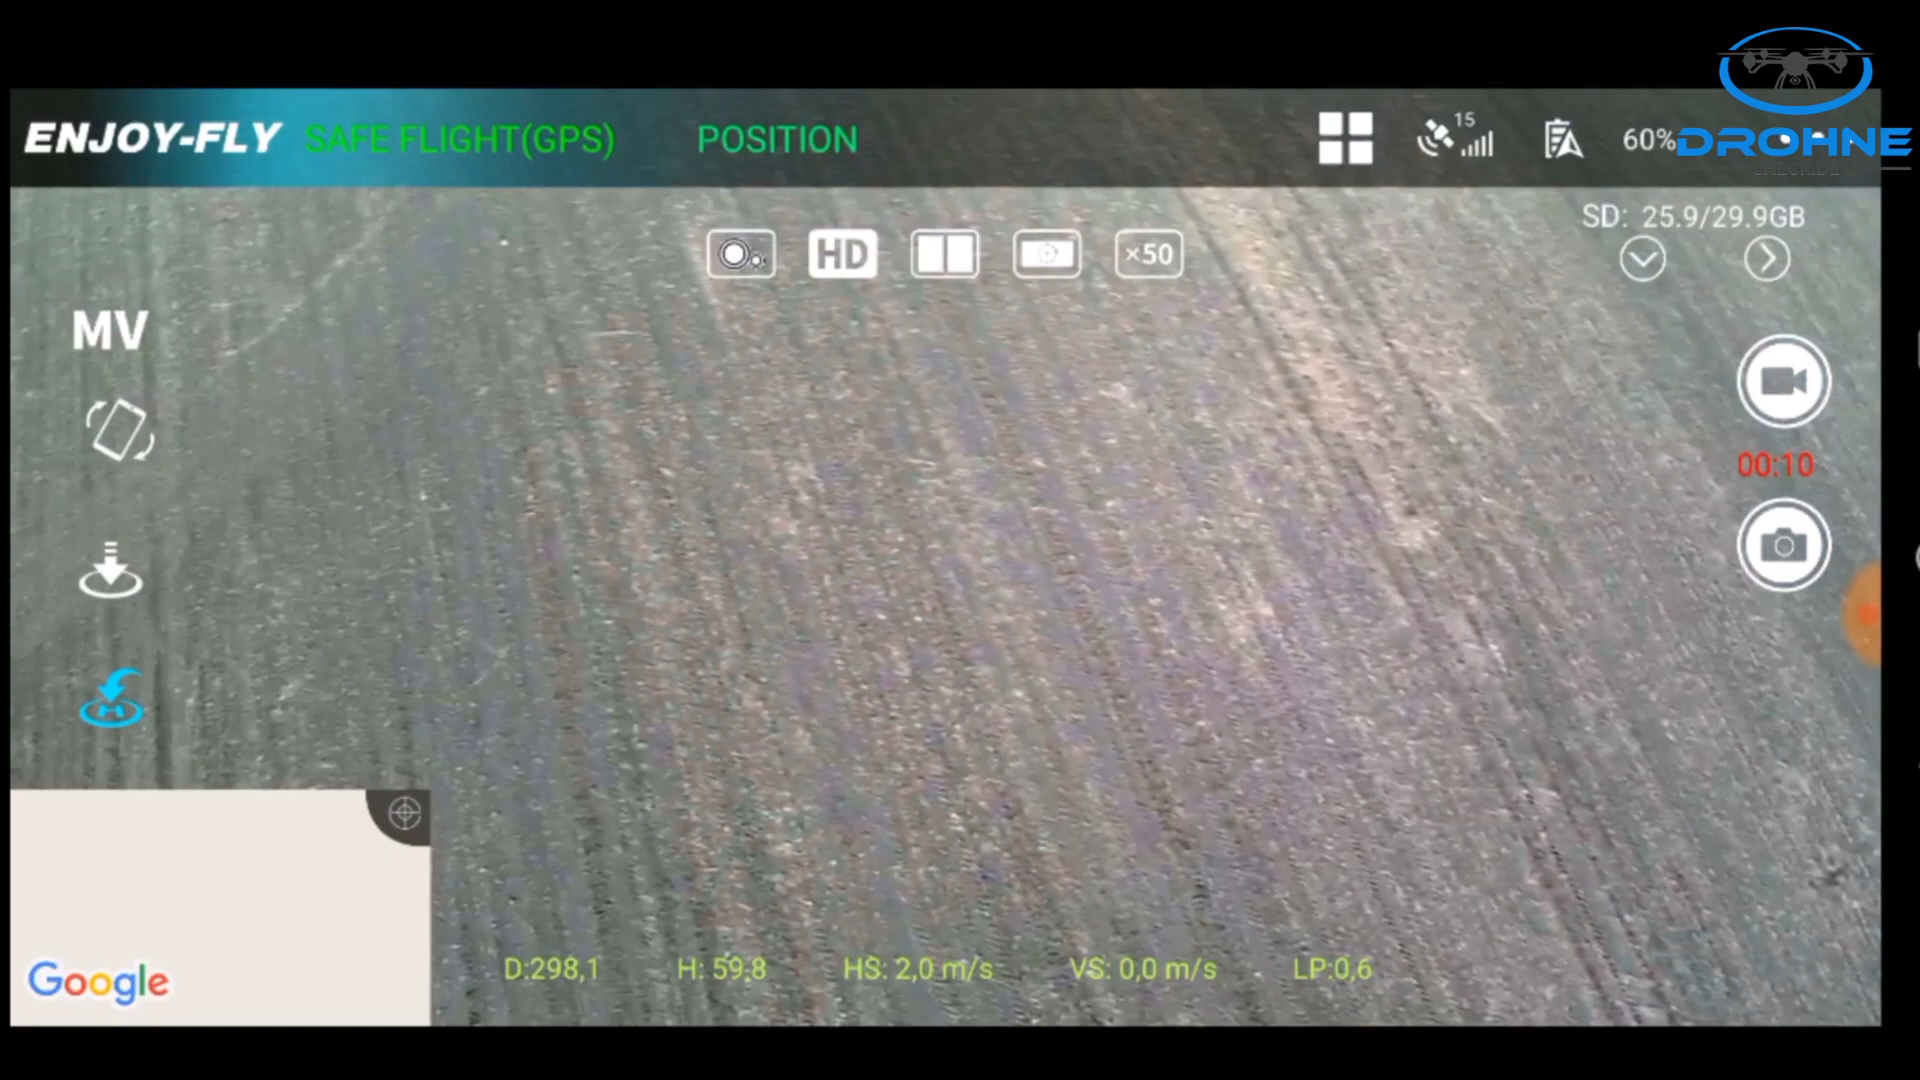 ENJOY-FLY SAFE FLIGHT(GPS) POSITION 15 60% DROHNE
SD: 25.9/29.9GB
HD ×50
MV
00:10
Google
D:298,1 H: 59,8 HS: 2,0 m/s VS: 0,0 m/s LP:0,6